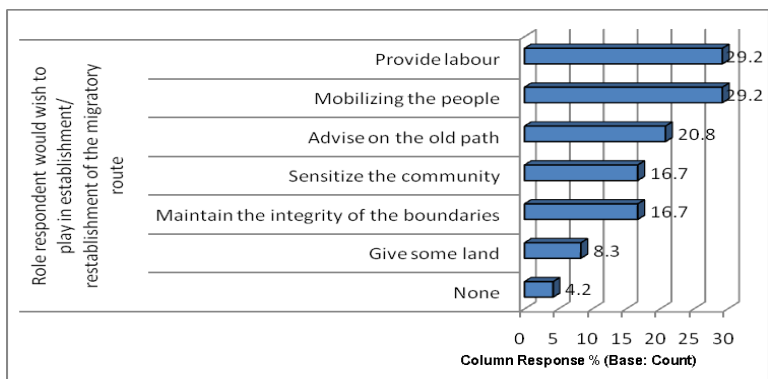 Role respondent would wish to
play in establishment/
restablishment of the migratory
route
Provide labour 29.2
Mobilizing the people 29.2
Advise on the old path 20.8
Sensitize the community 16.7
Maintain the integrity of the boundaries 16.7
Give some land 8.3
None 4.2
0 5 10 15 20 25 30
Column Response % (Base: Count)